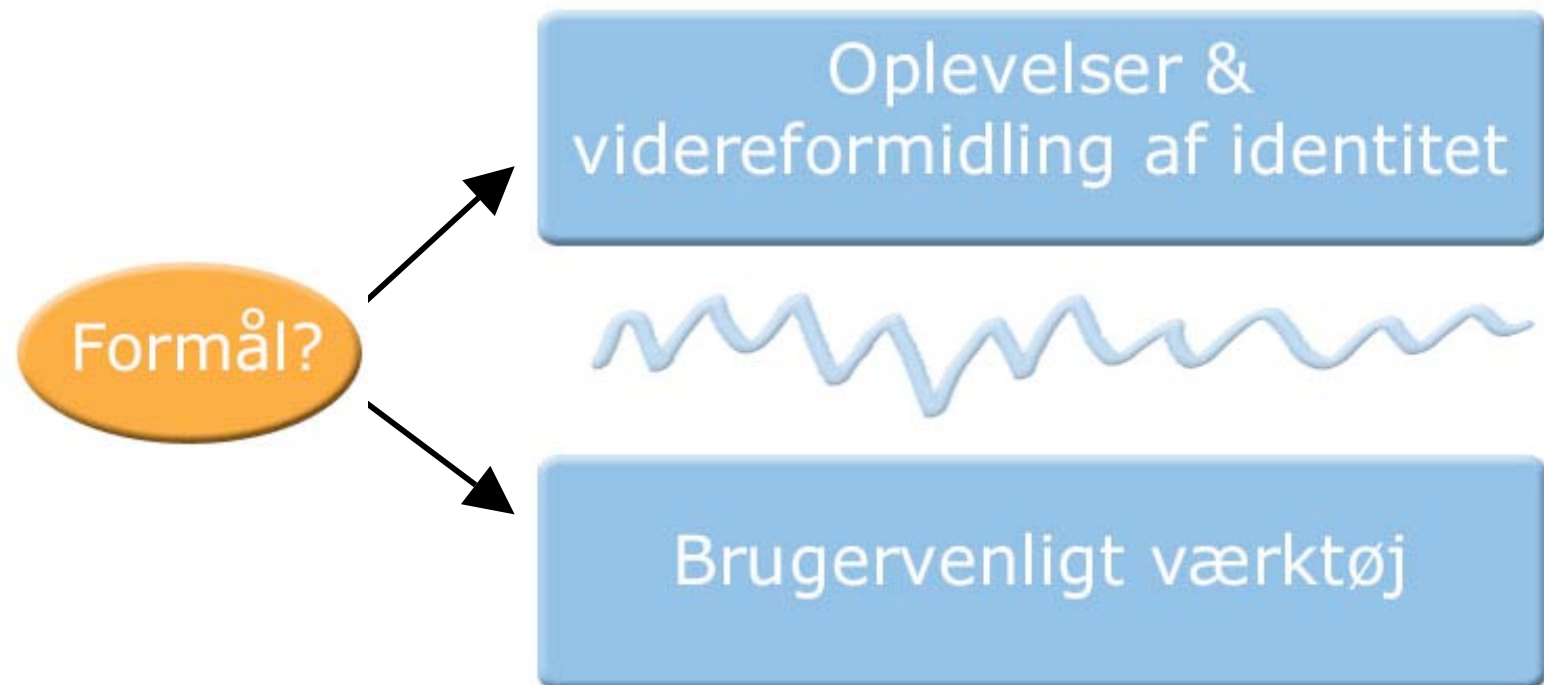 Oplevelser &
videreformidling af identitet
Formål?
Brugervenligt værktøj